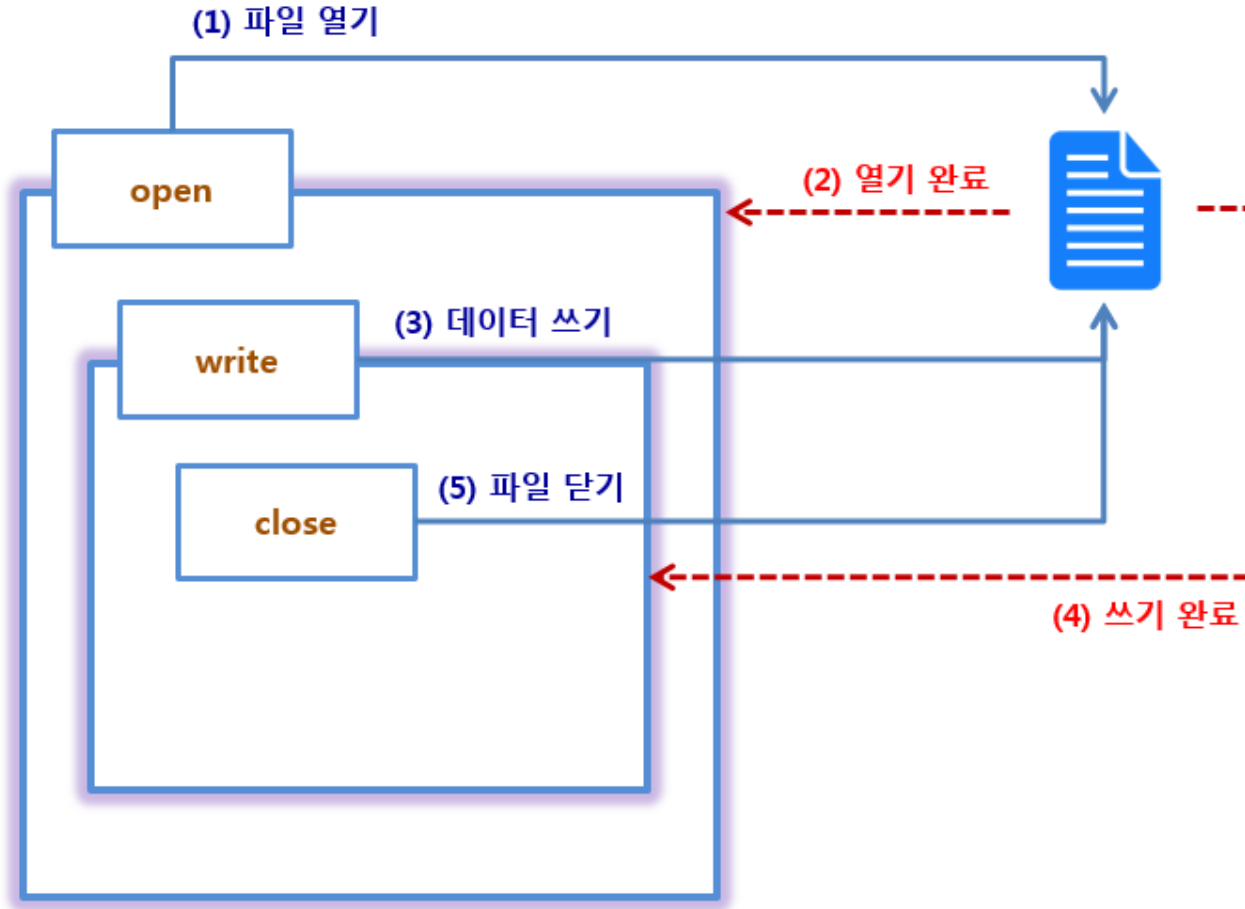 (1) 파일 열기
open
(2) 열기 완료
write
(3) 데이터 쓰기
close
(5) 파일 닫기
(4) 쓰기 완료